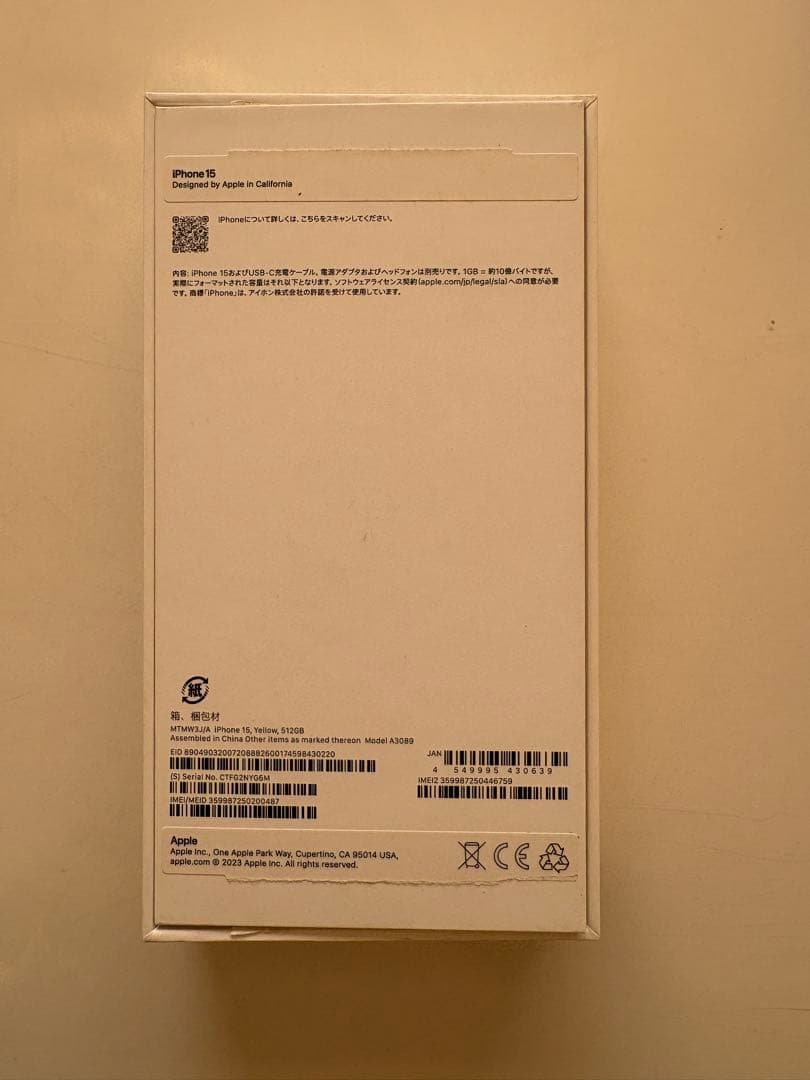 iPhone 15
Designed by Apple in California
iPhoneについて詳しくは、こちらをスキャンしてください。
内容: iPhone 15およびUSB-C充電ケーブル。電源アダプタおよびヘッドフォンは別売りです。1GB = 約10億バイトですが、
実際にフォーマットされた容量はそれ以下となります。ソフトウェアライセンス契約(apple.com/jp/legal/sla)への同意が必要
です。商標「iPhone」は、アイホン株式会社の許諾を受けて使用しています。
紙
箱、梱包材
MTMW3J/A iPhone 15, Yellow, 512GB
Assembled in China Other items as marked thereon Model A3089
EID 89049032007208882600174598430220
JAN
4 549995 430639
(S) Serial No. CTFG2NYG6M
IMEI2 359987250446759
IMEI/MEID 359987250200487
Apple
Apple Inc., One Apple Park Way, Cupertino, CA 95014 USA,
apple.com © 2023 Apple Inc. All rights reserved.
CE